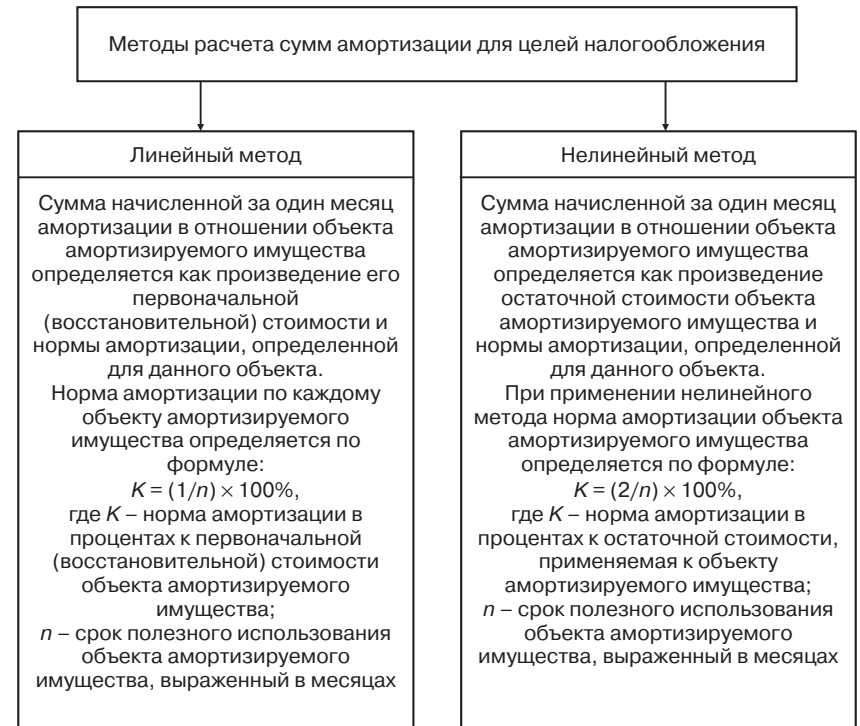 Методы расчета сумм амортизации для целей налогообложения
Линейный метод
Сумма начисленной за один месяц
амортизации в отношении объекта
амортизируемого имущества
определяется как произведение его
первоначальной
(восстановительной) стоимости и
нормы амортизации, определенной
для данного объекта.
Норма амортизации по каждому
объекту амортизируемого
имущества определяется по
формуле:
K = (1/n) × 100%,
где K – норма амортизации в
процентах к первоначальной
(восстановительной) стоимости
объекта амортизируемого
имущества;
n – срок полезного использования
объекта амортизируемого
имущества, выраженный в месяцах
Нелинейный метод
Сумма начисленной за один месяц
амортизации в отношении объекта
амортизируемого имущества
определяется как произведение
остаточной стоимости объекта
амортизируемого имущества и
нормы амортизации, определенной
для данного объекта.
При применении нелинейного
метода норма амортизации объекта
амортизируемого имущества
определяется по формуле:
K = (2/n) × 100%,
где K – норма амортизации в
процентах к остаточной стоимости,
применяемая к объекту
амортизируемого имущества;
n – срок полезного использования
объекта амортизируемого
имущества, выраженный в месяцах